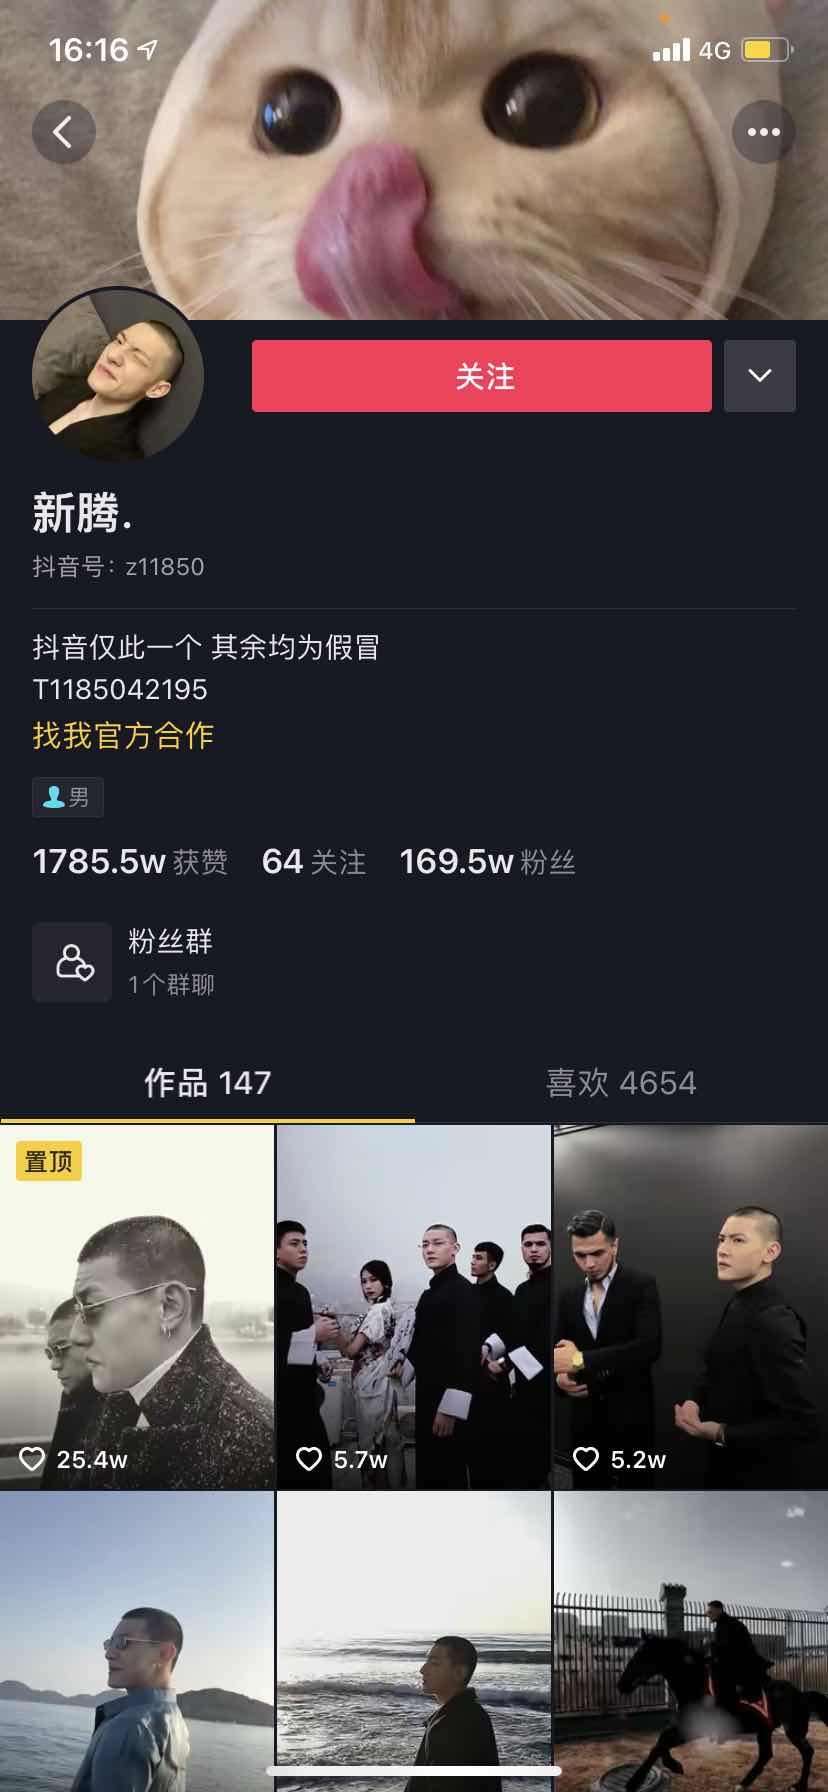 16:16
4G
关注
新腾.
抖音号：z11850
抖音仅此一个 其余均为假冒
T1185042195
找我官方合作
男
1785.5w 获赞 64 关注 169.5w 粉丝
粉丝群
1个群聊
作品 147 喜欢 4654
置顶
25.4w 5.7w 5.2w